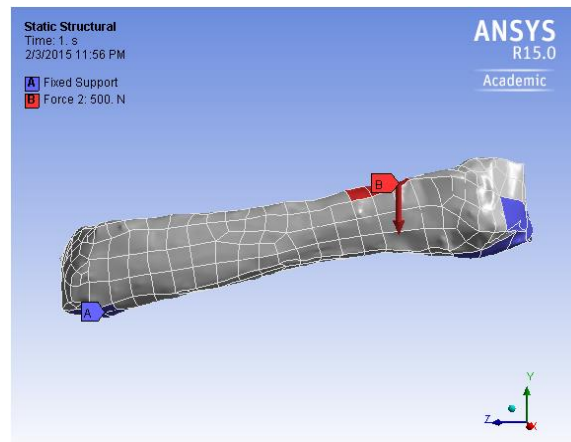 Static Structural
Time: 1. s
2/3/2015 11:56 PM
A Fixed Support
B Force 2: 500. N
ANSYS
R15.0
Academic
B
A
Y
Z
X